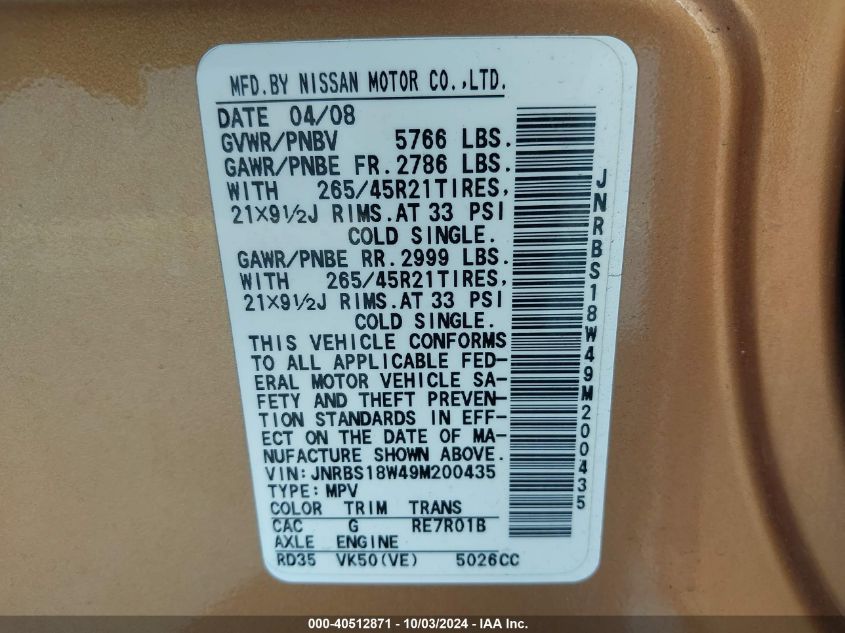 MFD.BY NISSAN MOTOR CO.,LTD.
DATE 04/08
GVWR/PNBV 5766 LBS.
GAWR/PNBE FR. 2786 LBS.
WITH 265/45R21TIRES,
21×9½J RIMS.AT 33 PSI
COLD SINGLE.
GAWR/PNBE RR. 2999 LBS.
WITH 265/45R21TIRES,
21×9½J RIMS.AT 33 PSI
COLD SINGLE.
THIS VEHICLE CONFORMS
TO ALL APPLICABLE FED-
ERAL MOTOR VEHICLE SA-
FETY AND THEFT PREVEN-
TION STANDARDS IN EFF-
ECT ON THE DATE OF MA-
NUFACTURE SHOWN ABOVE.
VIN: JNRBS18W49M200435
TYPE: MPV
COLOR TRIM TRANS
CAC G RE7R01B
AXLE ENGINE
RD35 VK50(VE) 5026CC
JNRBS18W49M200435
000-40512871 - 10/03/2024 - IAA Inc.